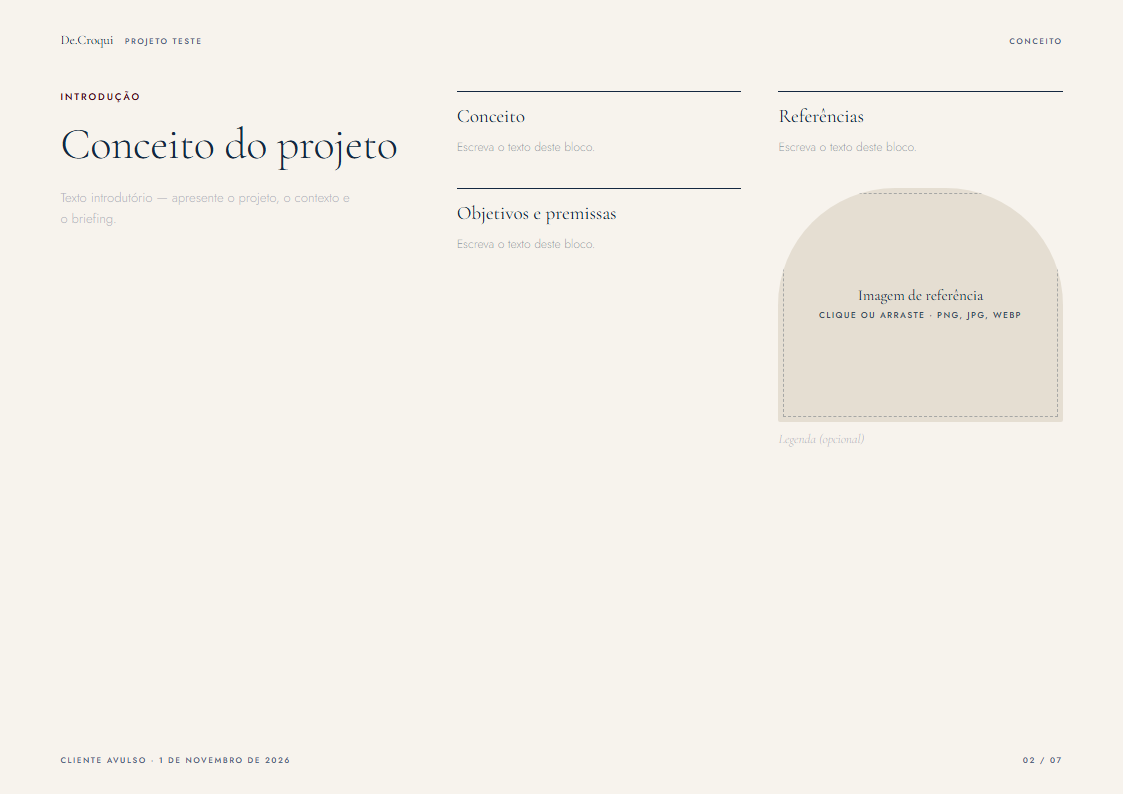 De.Croqui PROJETO TESTE
CONCEITO
INTRODUÇÃO
Conceito do projeto
Texto introdutório — apresente o projeto, o contexto e
o briefing.
Conceito
Escreva o texto deste bloco.
Objetivos e premissas
Escreva o texto deste bloco.
Referências
Escreva o texto deste bloco.
Imagem de referência
CLIQUE OU ARRASTE · PNG, JPG, WEBP
Legenda (opcional)
CLIENTE AVULSO · 1 DE NOVEMBRO DE 2026
02 / 07